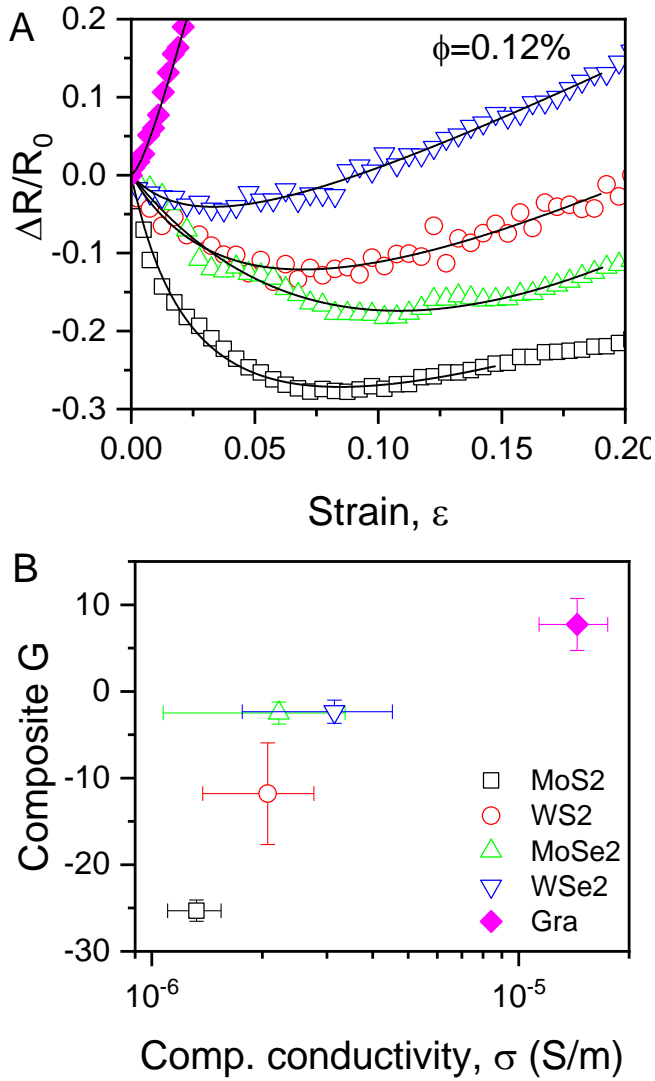 A
ϕ=0.12%
0.2
0.1
0.0
-0.1
-0.2
-0.3
ΔR/R0
0.00
0.05
0.10
0.15
0.20
Strain, ε
B
10
0
-10
-20
-30
Composite G
MoS2
WS2
MoSe2
WSe2
Gra
10-6
10-5
Comp. conductivity, σ (S/m)